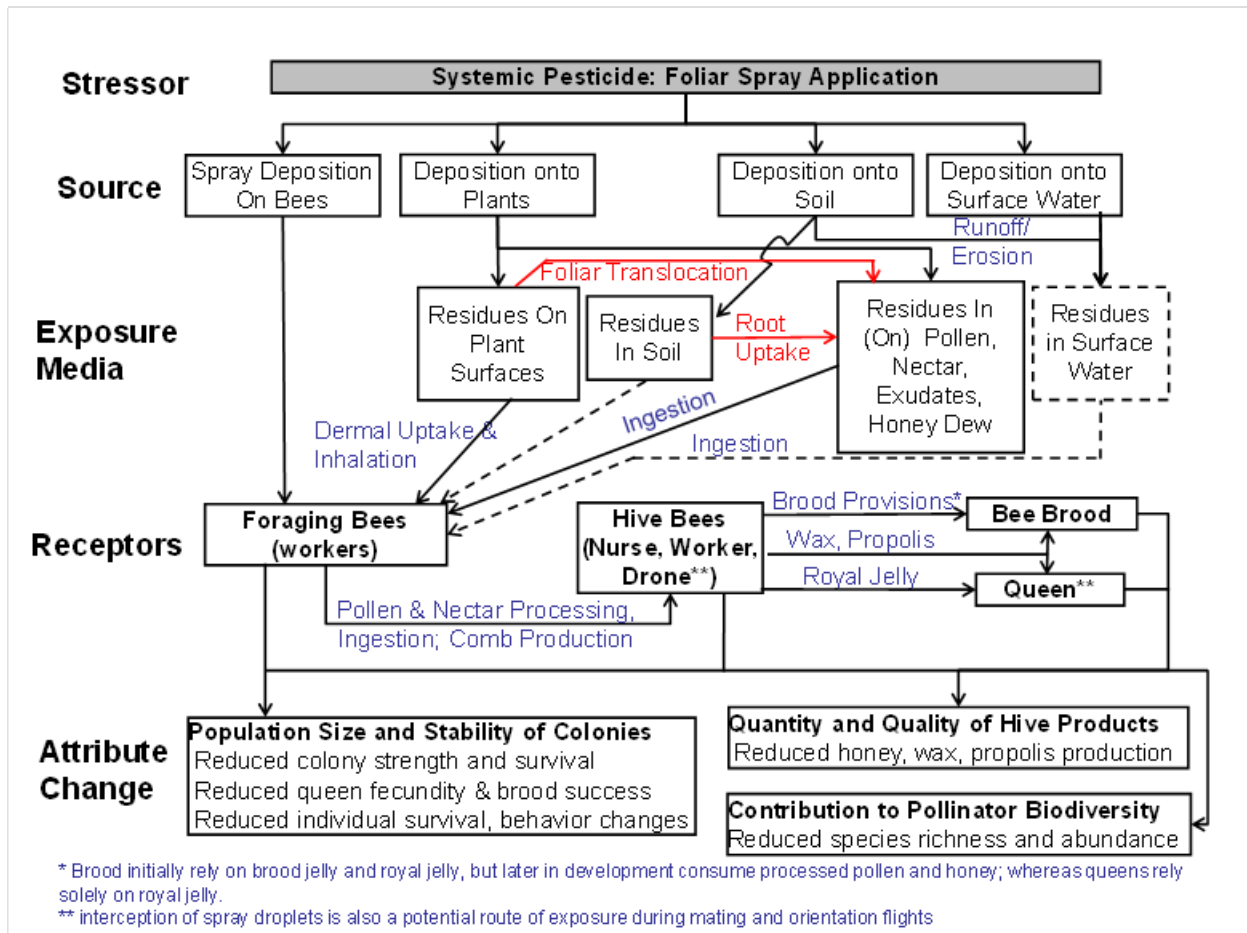 Stressor
Systemic Pesticide: Foliar Spray Application
Source
Spray Deposition
On Bees
Deposition onto
Plants
Deposition onto
Soil
Deposition onto
Surface Water
Runoff/
Erosion
Foliar Translocation
Exposure
Media
Residues On
Plant
Surfaces
Residues
In Soil
Root
Uptake
Residues In
(On) Pollen,
Nectar,
Exudates,
Honey Dew
Residues
in Surface
Water
Dermal Uptake &
Inhalation
Ingestion
Ingestion
Receptors
Foraging Bees
(workers)
Hive Bees
(Nurse, Worker,
Drone**)
Brood Provisions*
Wax, Propolis
Royal Jelly
Bee Brood
Queen**
Pollen & Nectar Processing,
Ingestion; Comb Production
Attribute
Change
Population Size and Stability of Colonies
Reduced colony strength and survival
Reduced queen fecundity & brood success
Reduced individual survival, behavior changes
Quantity and Quality of Hive Products
Reduced honey, wax, propolis production
Contribution to Pollinator Biodiversity
Reduced species richness and abundance
* Brood initially rely on brood jelly and royal jelly, but later in development consume processed pollen and honey; whereas queens rely
solely on royal jelly.
** interception of spray droplets is also a potential route of exposure during mating and orientation flights